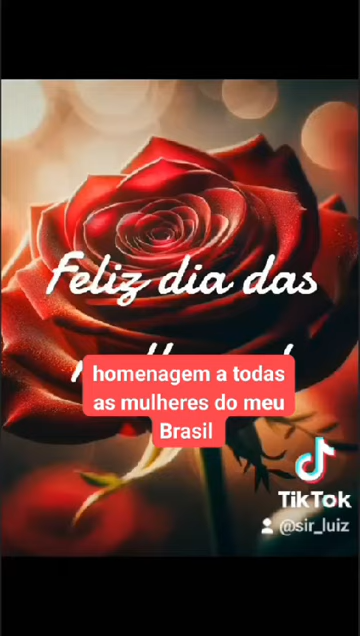 Feliz dia das
homenagem a todas
as mulheres do meu
Brasil
TikTok
@sir_luiz